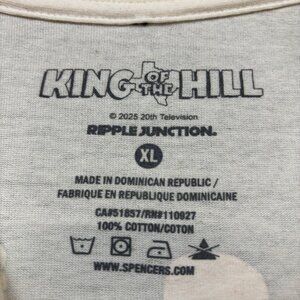 KING OF THE HILL
© 2025 20th Television
RIPPLE JUNCTION.
XL
MADE IN DOMINICAN REPUBLIC /
FABRIQUÉ EN REPUBLIQUE DOMINICAINE
CA#51857/RN#110927
100% COTTON/COTON
WWW.SPENCERS.COM